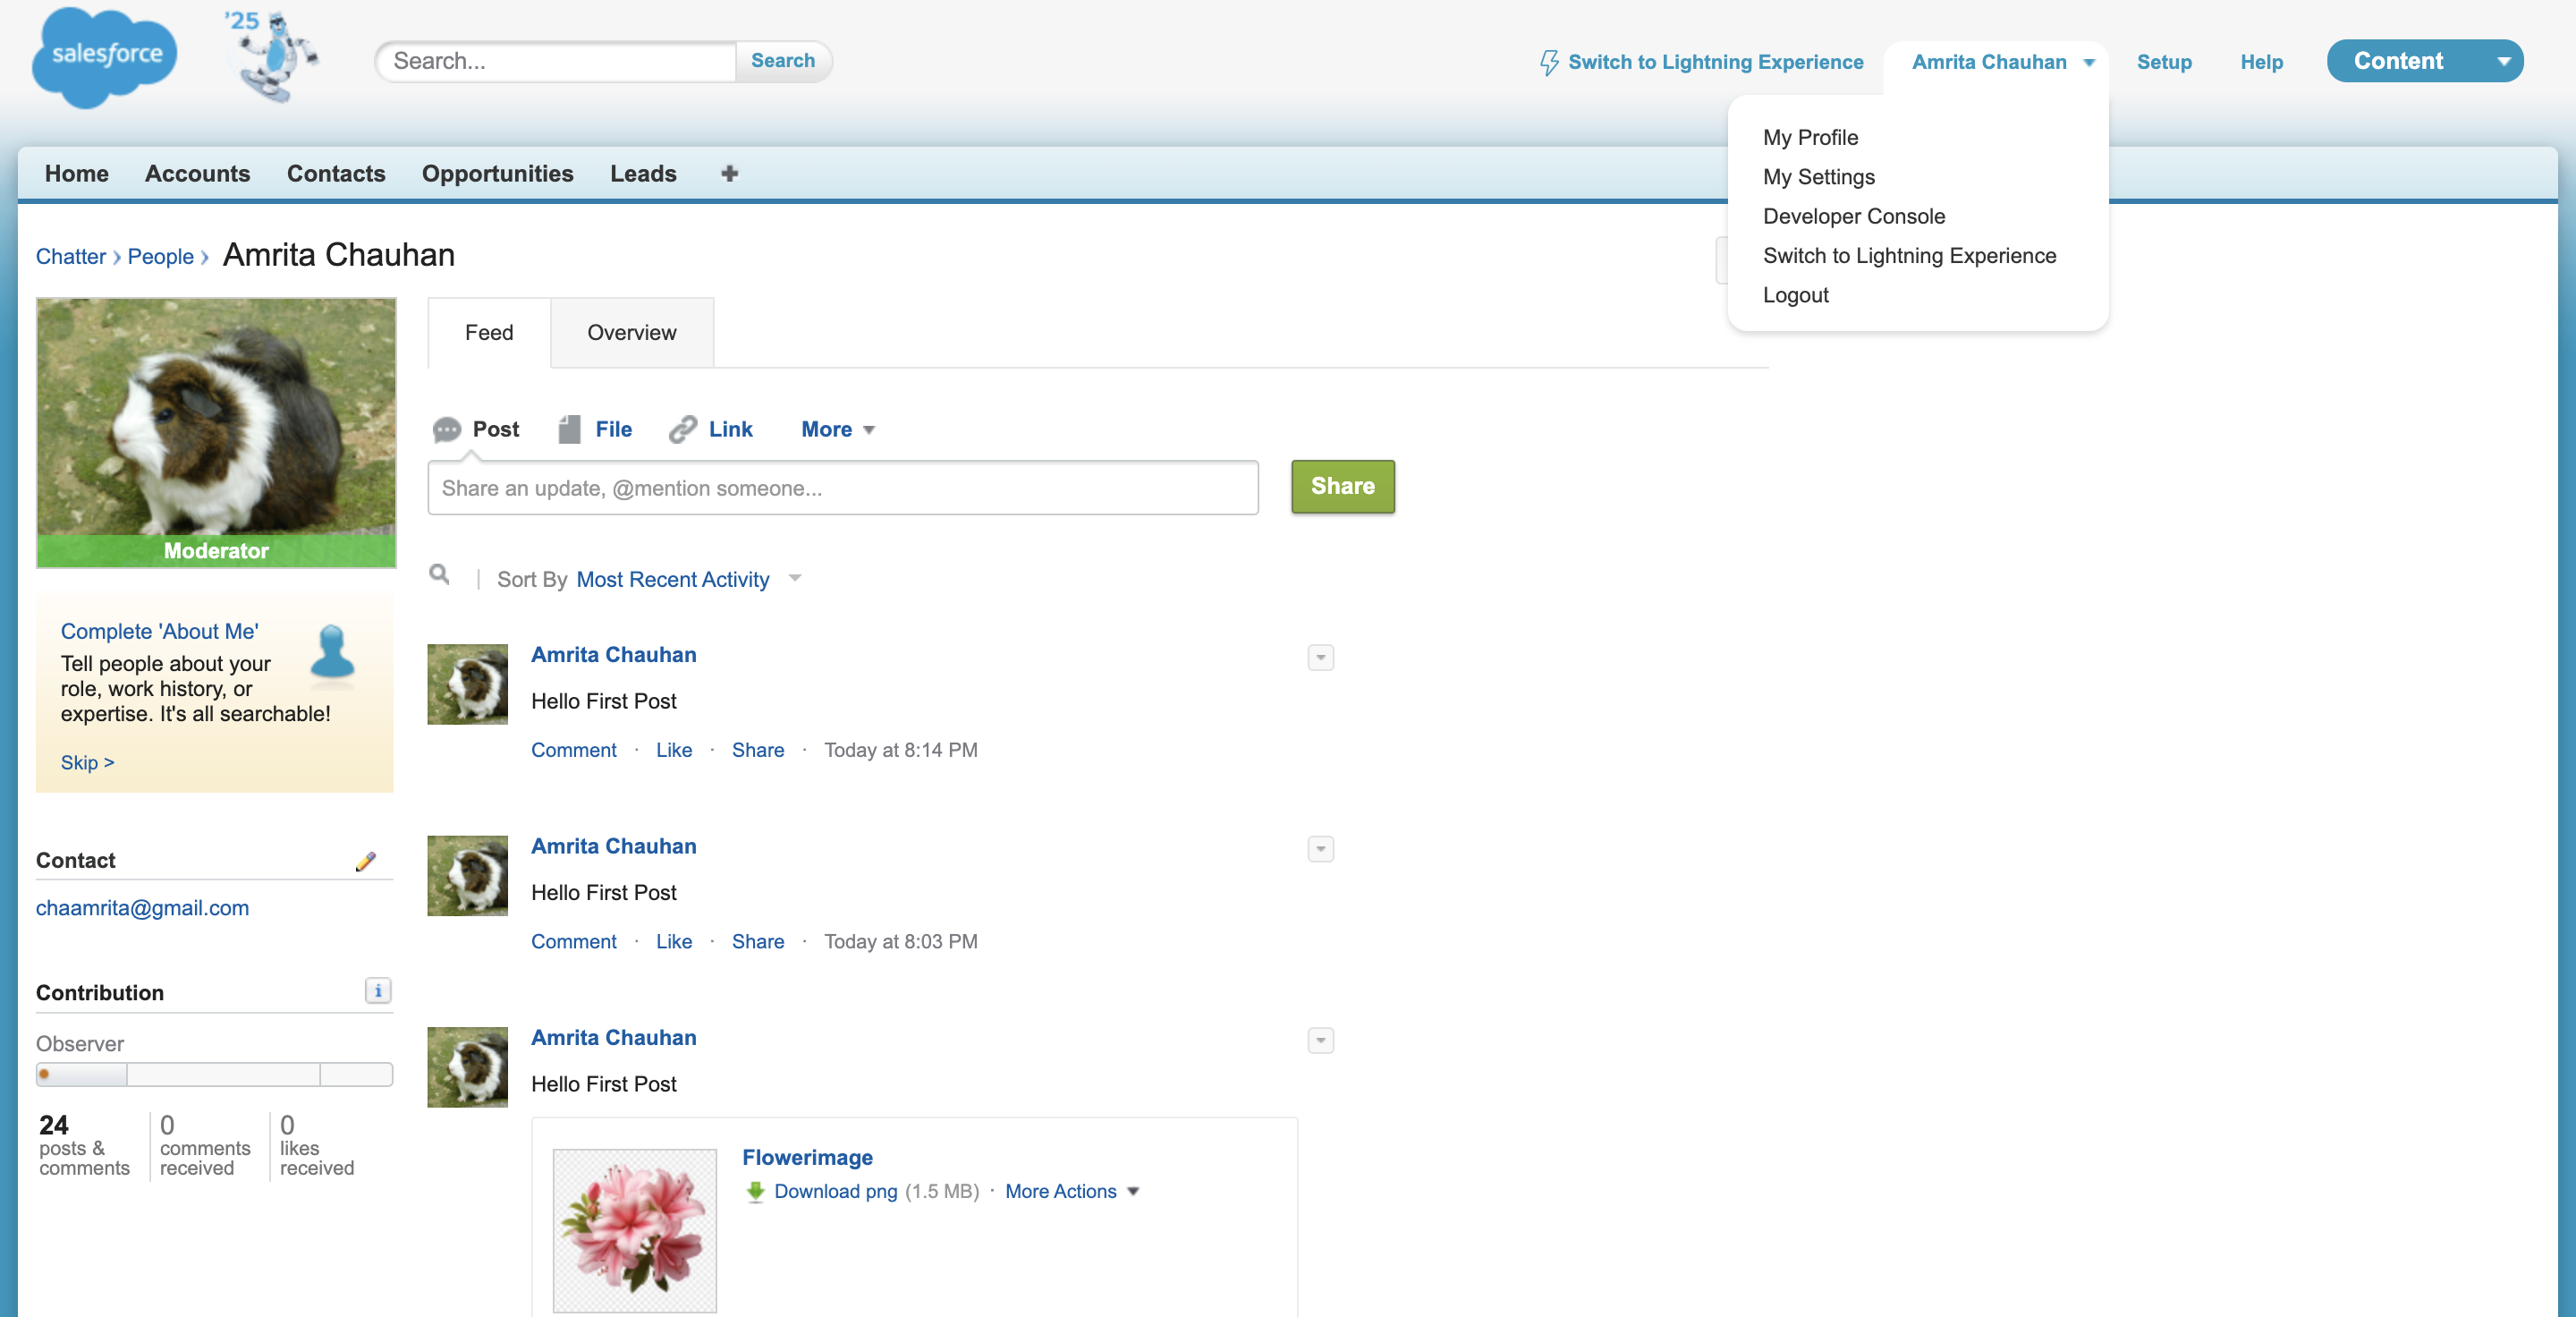 salesforce
'25
Search...
Search
Switch to Lightning Experience
Amrita Chauhan
Setup
Help
Content
My Profile
My Settings
Developer Console
Switch to Lightning Experience
Logout
Home
Accounts
Contacts
Opportunities
Leads
Chatter › People › Amrita Chauhan
Moderator
Complete 'About Me'
Tell people about your
role, work history, or
expertise. It's all searchable!
Skip >
Contact
chaamrita@gmail.com
Contribution
Observer
24
posts &
comments
0
comments
received
0
likes
received
Feed
Overview
Post
File
Link
More
Share an update, @mention someone...
Share
Sort By Most Recent Activity
Amrita Chauhan
Hello First Post
Comment · Like · Share · Today at 8:14 PM
Amrita Chauhan
Hello First Post
Comment · Like · Share · Today at 8:03 PM
Amrita Chauhan
Hello First Post
Flowerimage
Download png (1.5 MB) · More Actions